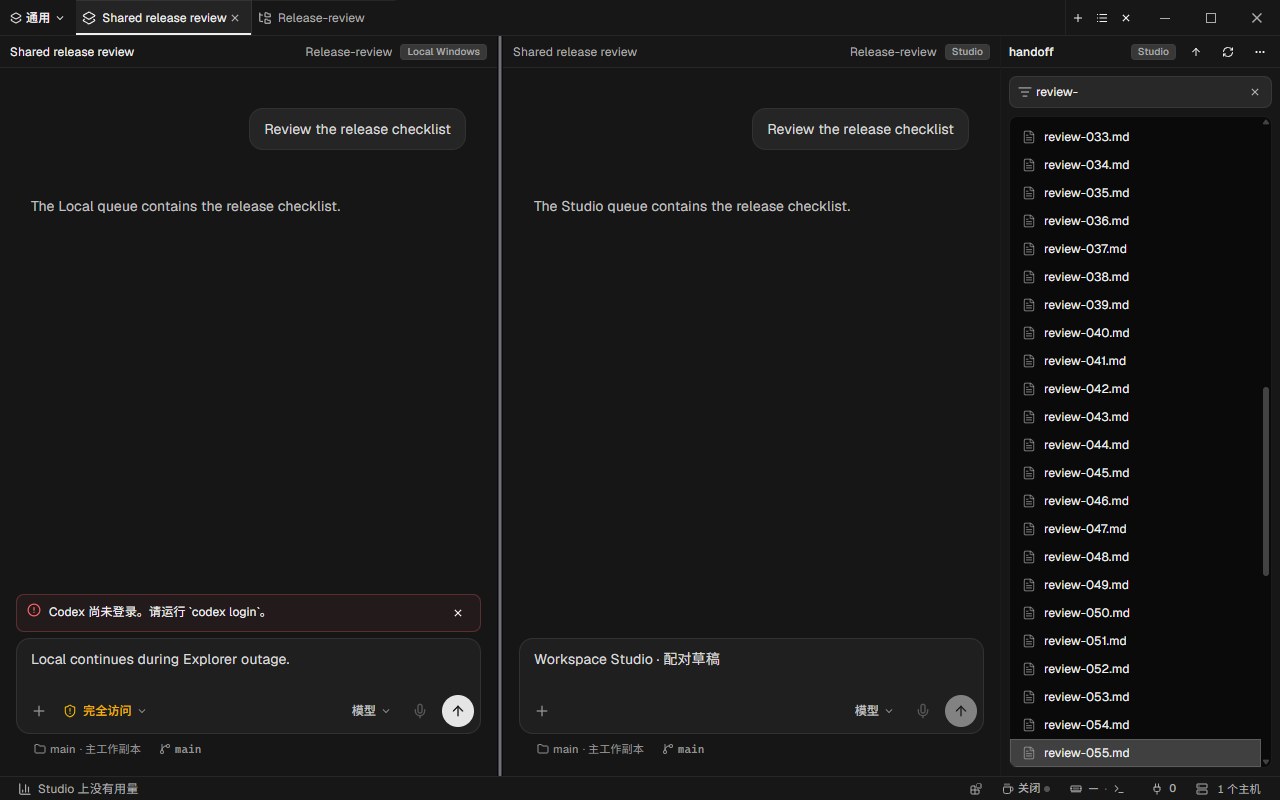 通用
Shared release review
Release-review
Shared release review
Release-review
Local Windows
Shared release review
Release-review
Studio
handoff
Studio
review-
Review the release checklist
The Local queue contains the release checklist.
Codex 尚未登录。请运行 `codex login`。
Local continues during Explorer outage.
完全访问
模型
main · 主工作副本
main
Review the release checklist
The Studio queue contains the release checklist.
Workspace Studio · 配对草稿
模型
main · 主工作副本
main
review-033.md
review-034.md
review-035.md
review-036.md
review-037.md
review-038.md
review-039.md
review-040.md
review-041.md
review-042.md
review-043.md
review-044.md
review-045.md
review-046.md
review-047.md
review-048.md
review-049.md
review-050.md
review-051.md
review-052.md
review-053.md
review-054.md
review-055.md
Studio 上没有用量
关闭
— ·
0
1 个主机